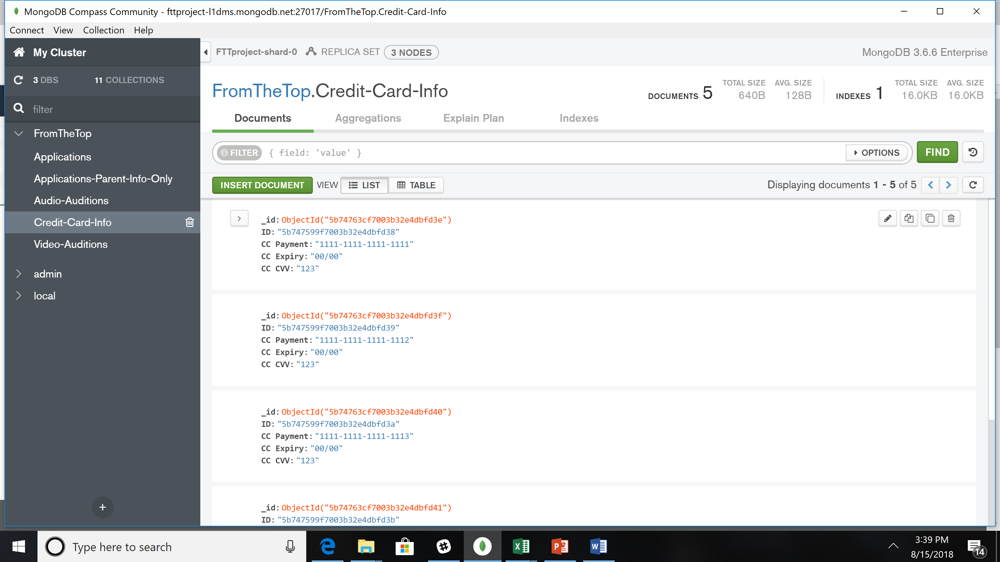 MongoDB Compass Community - fttproject-l1dms.mongodb.net:27017/FromTheTop.Credit-Card-Info
Connect View Collection Help
My Cluster
3 DBS 11 COLLECTIONS
filter
FromTheTop
Applications
Applications-Parent-Info-Only
Audio-Auditions
Credit-Card-Info
Video-Auditions
admin
local
+
FTTproject-shard-0 REPLICA SET 3 NODES MongoDB 3.6.6 Enterprise
FromTheTop.Credit-Card-Info
DOCUMENTS 5 TOTAL SIZE 640B AVG. SIZE 128B INDEXES 1 TOTAL SIZE 16.0KB AVG. SIZE 16.0KB
Documents Aggregations Explain Plan Indexes
FILTER { field: 'value' } OPTIONS FIND
INSERT DOCUMENT VIEW LIST TABLE Displaying documents 1 - 5 of 5
_id: ObjectId("5b74763cf7003b32e4dbfd3e")
ID: "5b747599f7003b32e4dbfd38"
CC Payment: "1111-1111-1111-1111"
CC Expiry: "00/00"
CC CVV: "123"
_id: ObjectId("5b74763cf7003b32e4dbfd3f")
ID: "5b747599f7003b32e4dbfd39"
CC Payment: "1111-1111-1111-1112"
CC Expiry: "00/00"
CC CVV: "123"
_id: ObjectId("5b74763cf7003b32e4dbfd40")
ID: "5b747599f7003b32e4dbfd3a"
CC Payment: "1111-1111-1111-1113"
CC Expiry: "00/00"
CC CVV: "123"
_id: ObjectId("5b74763cf7003b32e4dbfd41")
ID: "5b747599f7003b32e4dbfd3b"
Type here to search
3:39 PM
8/15/2018
14